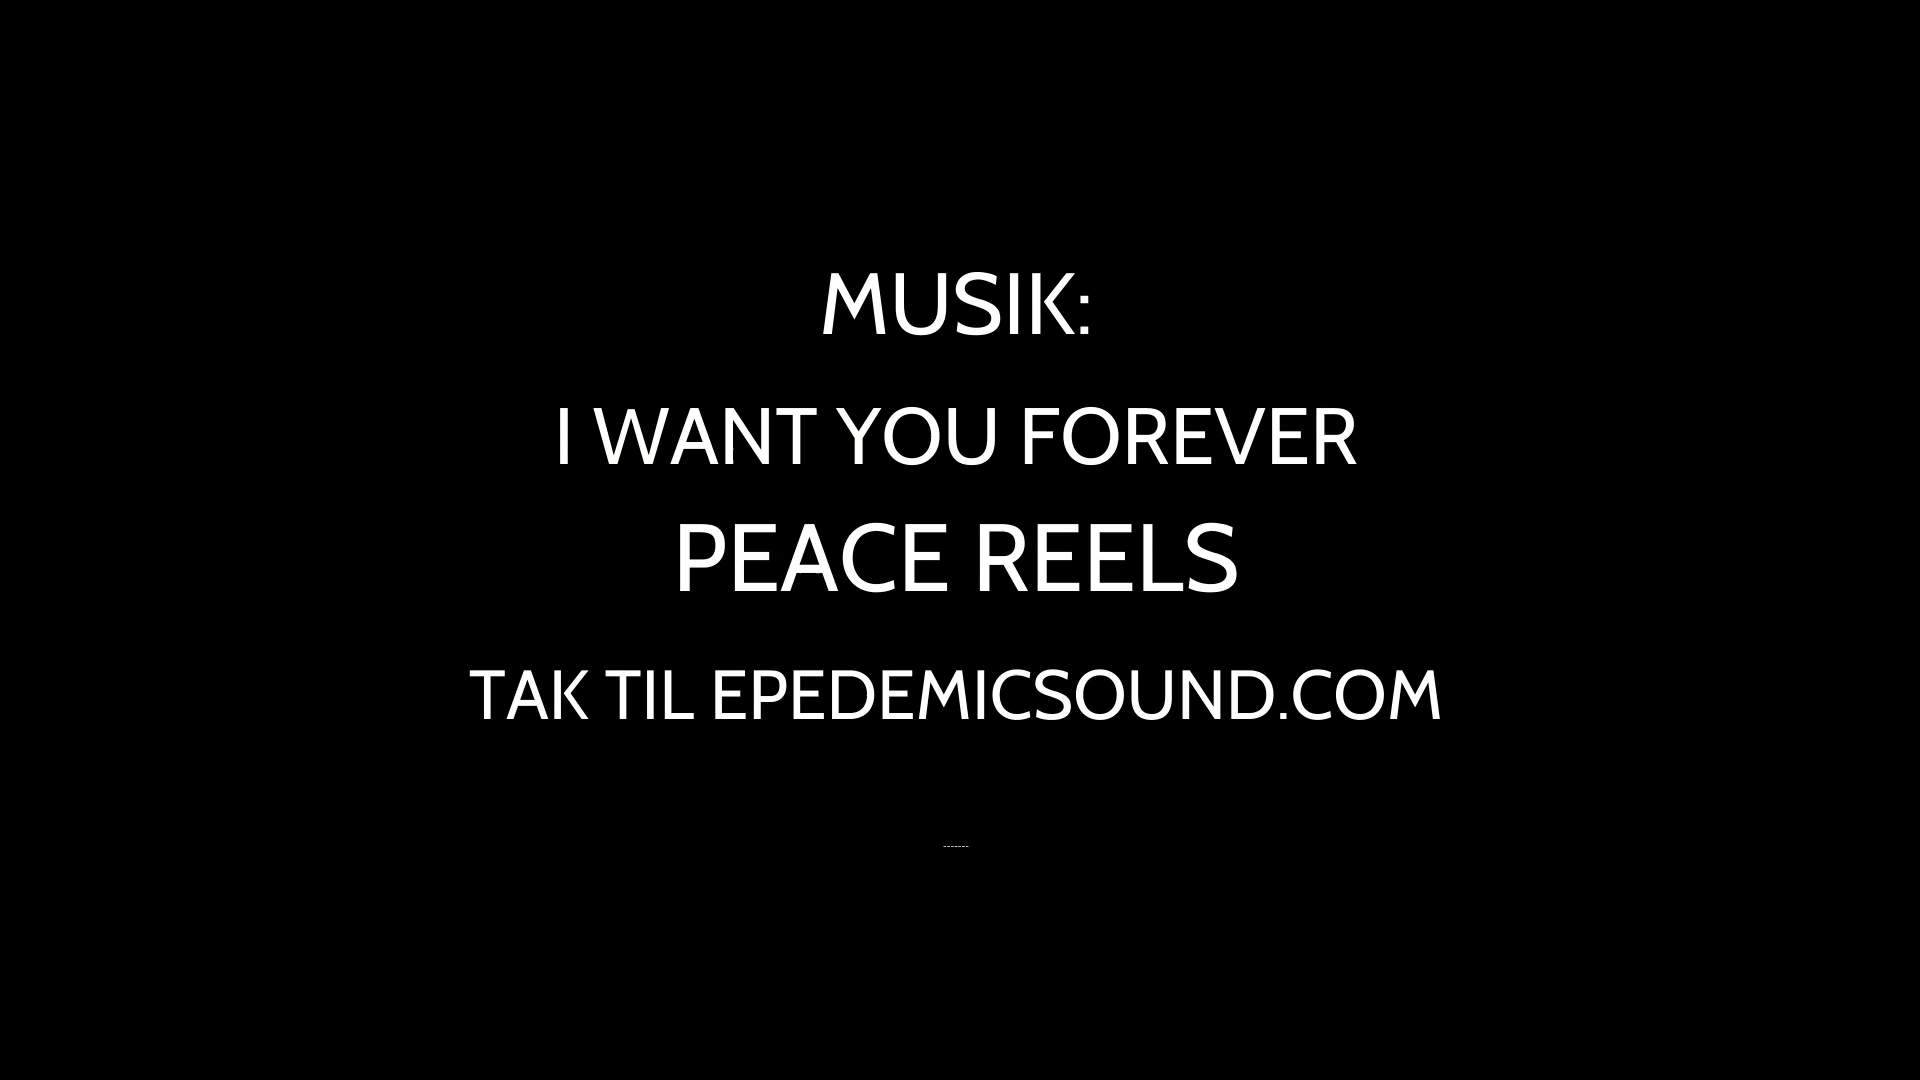 MUSIK:
I WANT YOU FOREVER
PEACE REELS
TAK TIL EPEDEMICSOUND.COM
-------